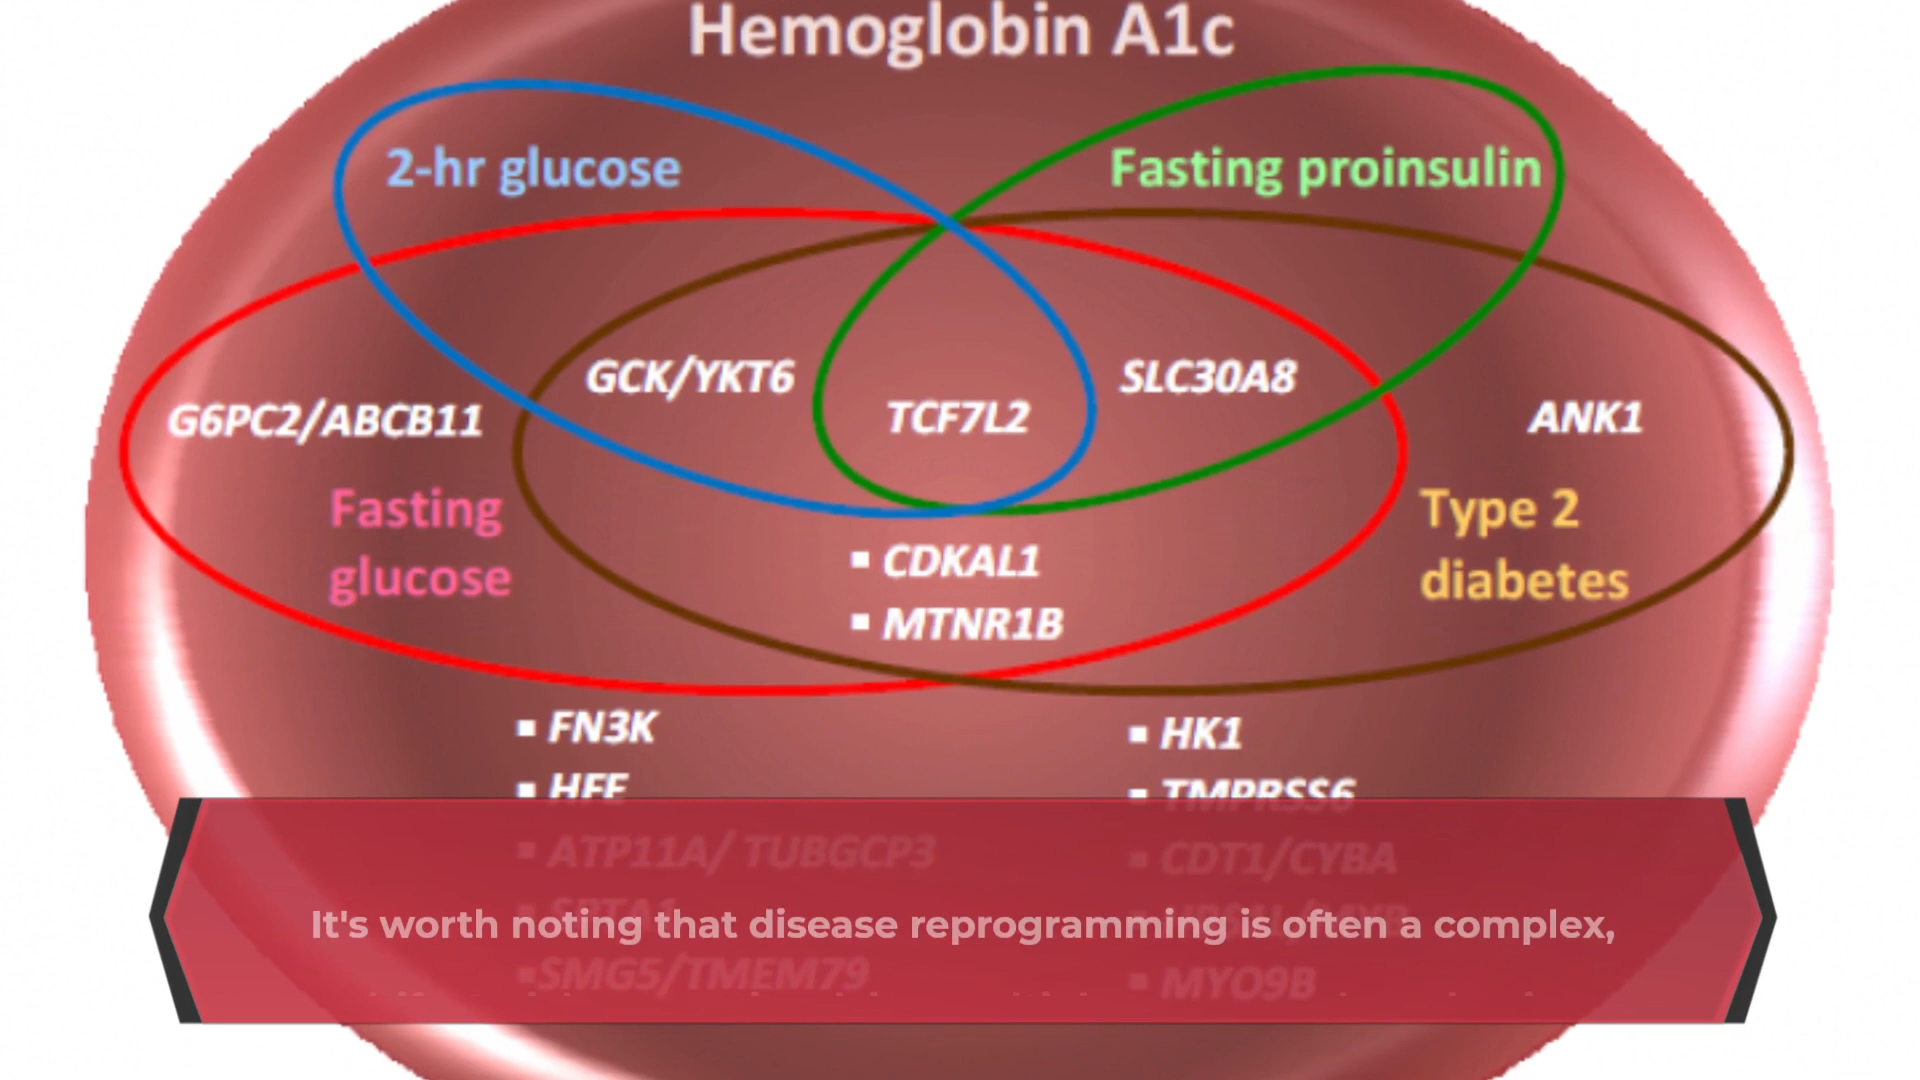 Hemoglobin A1c
2-hr glucose
Fasting proinsulin
GCK/YKT6
SLC30A8
G6PC2/ABCB11
TCF7L2
ANK1
Fasting
glucose
Type 2
diabetes
▪ CDKAL1
▪ MTNR1B
▪ FN3K
▪ HK1
▪ HFE
▪ TMPRSS6
▪ ATP11A/ TUBGCP3
▪ CDT1/CYBA
It's worth noting that disease reprogramming is often a complex,
▪SMG5/TMEM79
▪ MYO9B